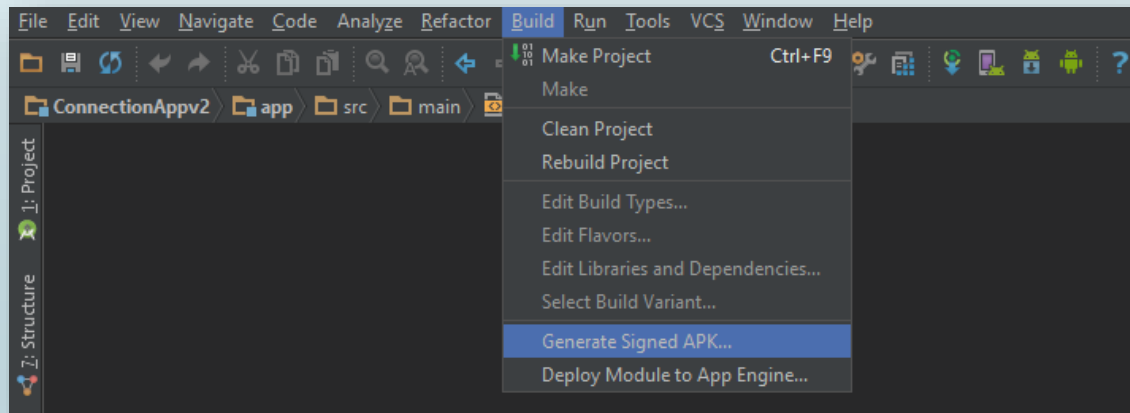 File Edit View Navigate Code Analyze Refactor Build Run Tools VCS Window Help
Make Project Ctrl+F9
Make
ConnectionAppv2 app src main
Clean Project
Rebuild Project
Edit Build Types...
Edit Flavors...
Edit Libraries and Dependencies...
Select Build Variant...
Generate Signed APK...
Deploy Module to App Engine...
1: Project
7: Structure